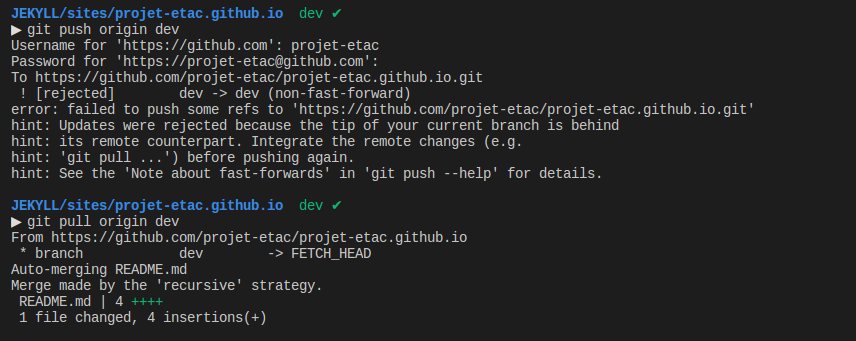 JEKYLL/sites/projet-etac.github.io dev ✔
▶ git push origin dev
Username for 'https://github.com': projet-etac
Password for 'https://projet-etac@github.com':
To https://github.com/projet-etac/projet-etac.github.io.git
 ! [rejected]        dev -> dev (non-fast-forward)
error: failed to push some refs to 'https://github.com/projet-etac/projet-etac.github.io.git'
hint: Updates were rejected because the tip of your current branch is behind
hint: its remote counterpart. Integrate the remote changes (e.g.
hint: 'git pull ...') before pushing again.
hint: See the 'Note about fast-forwards' in 'git push --help' for details.
JEKYLL/sites/projet-etac.github.io dev ✔
▶ git pull origin dev
From https://github.com/projet-etac/projet-etac.github.io
 * branch            dev        -> FETCH_HEAD
Auto-merging README.md
Merge made by the 'recursive' strategy.
 README.md | 4 ++++
 1 file changed, 4 insertions(+)